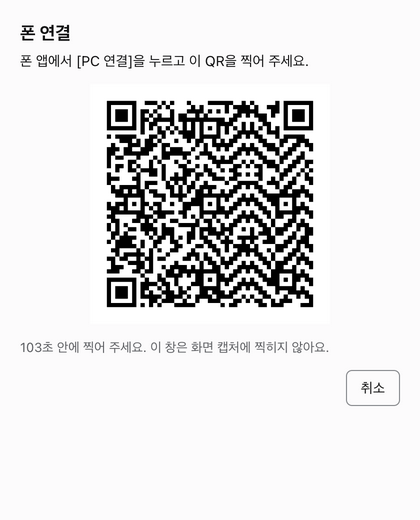 폰 연결
폰 앱에서 [PC 연결]을 누르고 이 QR을 찍어 주세요.
103초 안에 찍어 주세요. 이 창은 화면 캡처에 찍히지 않아요.
취소